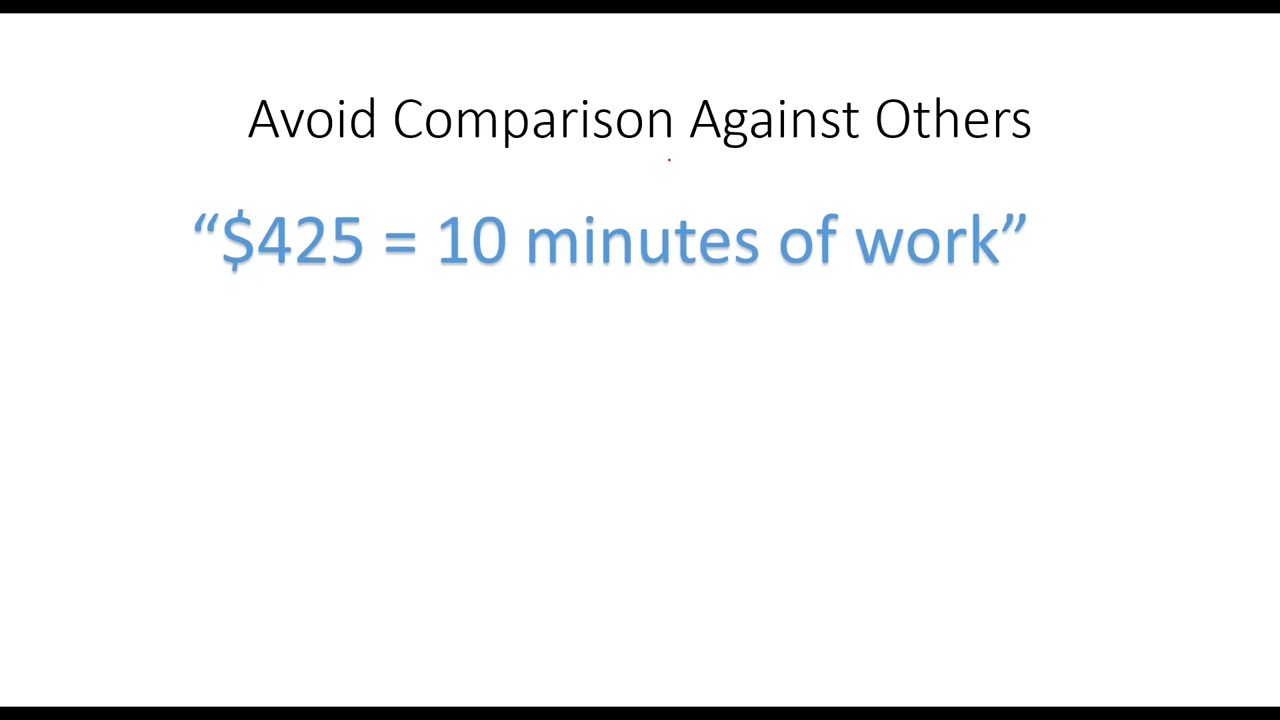 Avoid Comparison Against Others
“$425 = 10 minutes of work”